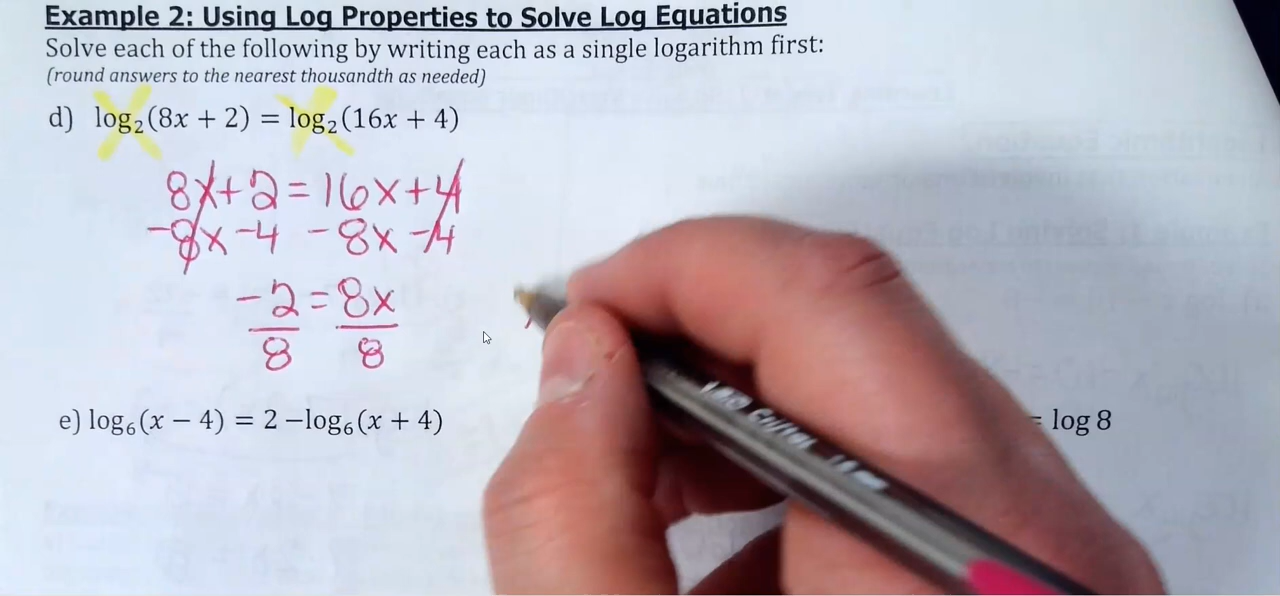 Example 2: Using Log Properties to Solve Log Equations
Solve each of the following by writing each as a single logarithm first:
(round answers to the nearest thousandth as needed)
d) log₂(8x + 2) = log₂(16x + 4)
8x+2=16x+4
-8x-4 -8x-4
-2=8x
8 8
e) log₆(x − 4) = 2 −log₆(x + 4)
= log 8